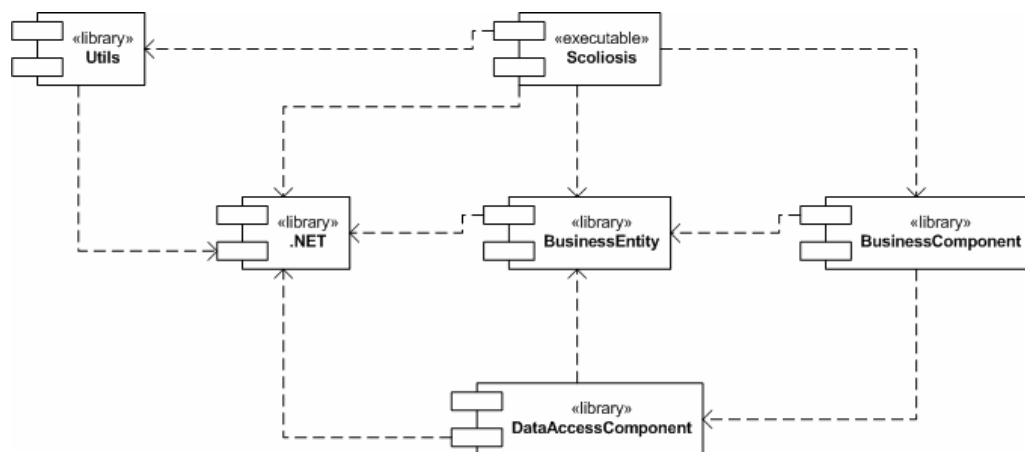 «library»
Utils
«executable»
Scoliosis
«library»
.NET
«library»
BusinessEntity
«library»
BusinessComponent
«library»
DataAccessComponent